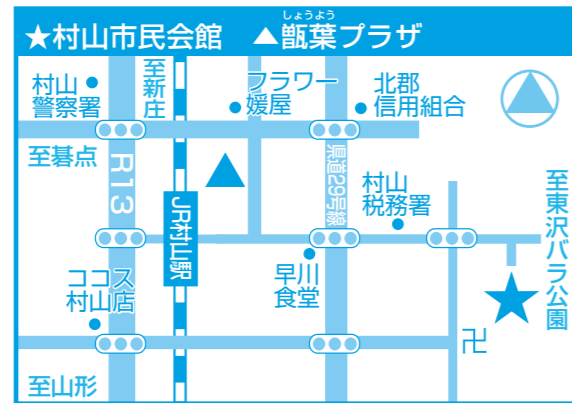 しょうよう
★村山市民会館 ▲甑葉プラザ
村山
警察署
至新庄
フラワー
媛屋
北郡
信用組合
至碁点
R13
県道29号線
村山
税務署
至東沢バラ公園
JR村山駅
ココス
村山店
早川
食堂
卍
至山形